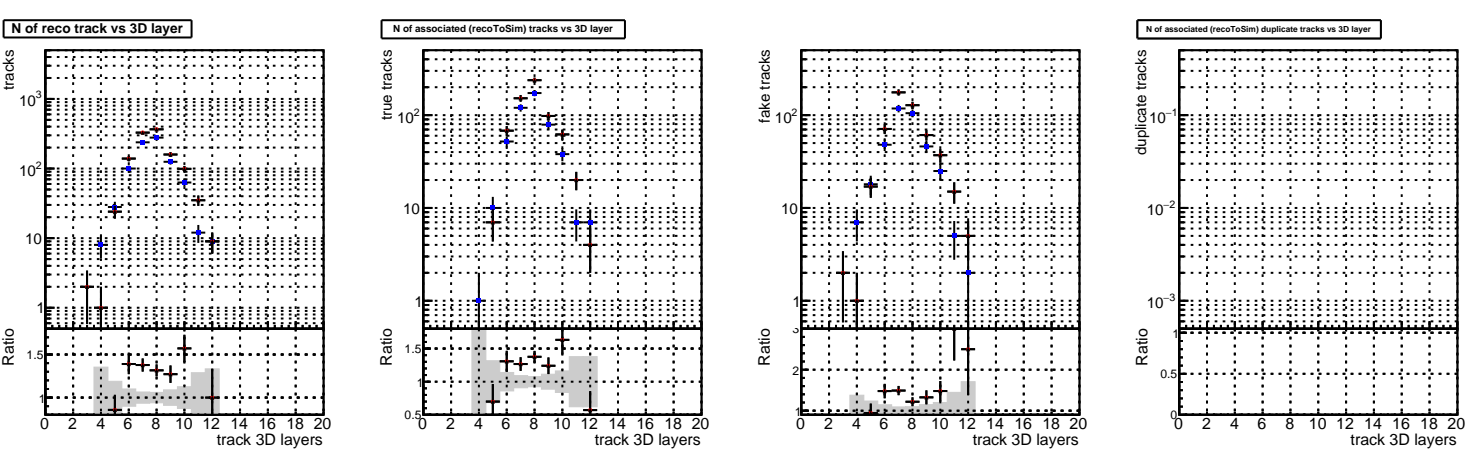 N of reco track vs 3D layer
tracks
10³
10²
10
1
Ratio
1.5
1
0 2 4 6 8 10 12 14 16 18 20
track 3D layers
N of associated (recoToSim) tracks vs 3D layer
true tracks
10²
10
1
Ratio
1.5
1
0.5
0 2 4 6 8 10 12 14 16 18 20
track 3D layers
fake tracks
10²
10
1
Ratio
3
2
1
0 2 4 6 8 10 12 14 16 18 20
track 3D layers
N of associated (recoToSim) duplicate tracks vs 3D layer
duplicate tracks
10⁻¹
10⁻²
10⁻³
Ratio
1
0.5
0
0 2 4 6 8 10 12 14 16 18 20
track 3D layers